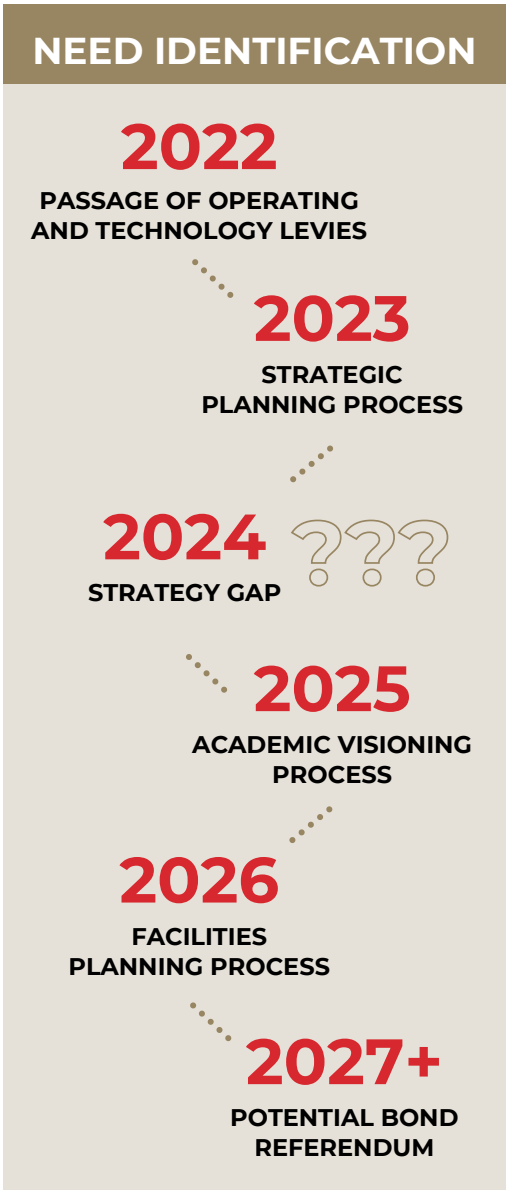 NEED IDENTIFICATION
2022
PASSAGE OF OPERATING
AND TECHNOLOGY LEVIES
2023
STRATEGIC
PLANNING PROCESS
2024 ???
STRATEGY GAP
2025
ACADEMIC VISIONING
PROCESS
2026
FACILITIES
PLANNING PROCESS
2027+
POTENTIAL BOND
REFERENDUM